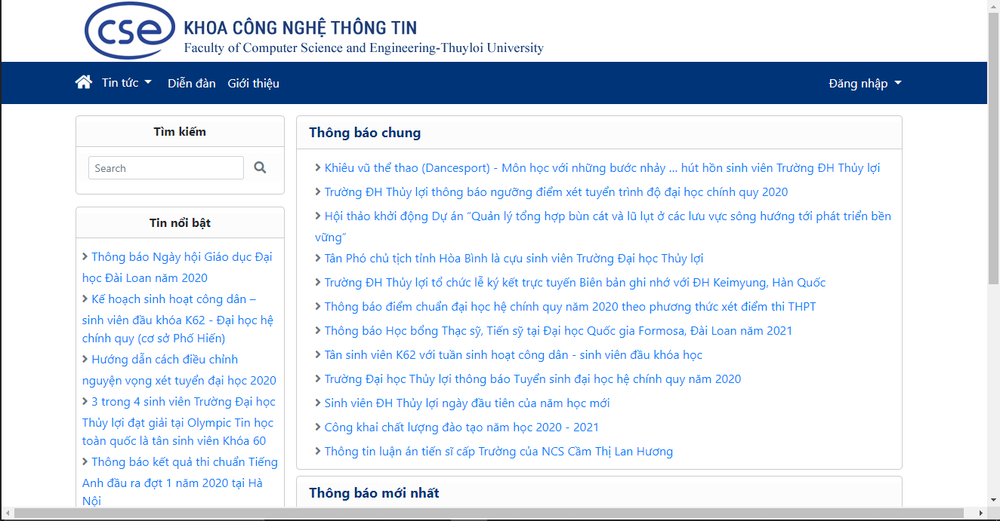 cse
KHOA CÔNG NGHỆ THÔNG TIN
Faculty of Computer Science and Engineering-Thuyloi University
Tin tức
Diễn đàn
Giới thiệu
Đăng nhập
Tìm kiếm
Search
Tin nổi bật
Thông báo Ngày hội Giáo dục Đại
học Đài Loan năm 2020
Kế hoạch sinh hoạt công dân –
sinh viên đầu khóa K62 - Đại học hệ
chính quy (cơ sở Phố Hiến)
Hướng dẫn cách điều chỉnh
nguyện vọng xét tuyển đại học 2020
3 trong 4 sinh viên Trường Đại học
Thủy lợi đạt giải tại Olympic Tin học
toàn quốc là tân sinh viên Khóa 60
Thông báo kết quả thi chuẩn Tiếng
Anh đầu ra đợt 1 năm 2020 tại Hà
Nội
Thông báo chung
Khiêu vũ thể thao (Dancesport) - Môn học với những bước nhảy ... hút hồn sinh viên Trường ĐH Thủy lợi
Trường ĐH Thủy lợi thông báo ngưỡng điểm xét tuyển trình độ đại học chính quy 2020
Hội thảo khởi động Dự án “Quản lý tổng hợp bùn cát và lũ lụt ở các lưu vực sông hướng tới phát triển bền
vững”
Tân Phó chủ tịch tỉnh Hòa Bình là cựu sinh viên Trường Đại học Thủy lợi
Trường ĐH Thủy lợi tổ chức lễ ký kết trực tuyến Biên bản ghi nhớ với ĐH Keimyung, Hàn Quốc
Thông báo điểm chuẩn đại học hệ chính quy năm 2020 theo phương thức xét điểm thi THPT
Thông báo Học bổng Thạc sỹ, Tiến sỹ tại Đại học Quốc gia Formosa, Đài Loan năm 2021
Tân sinh viên K62 với tuần sinh hoạt công dân - sinh viên đầu khóa học
Trường Đại học Thủy lợi thông báo Tuyển sinh đại học hệ chính quy năm 2020
Sinh viên ĐH Thủy lợi ngày đầu tiên của năm học mới
Công khai chất lượng đào tạo năm học 2020 - 2021
Thông tin luận án tiến sĩ cấp Trường của NCS Cầm Thị Lan Hương
Thông báo mới nhất